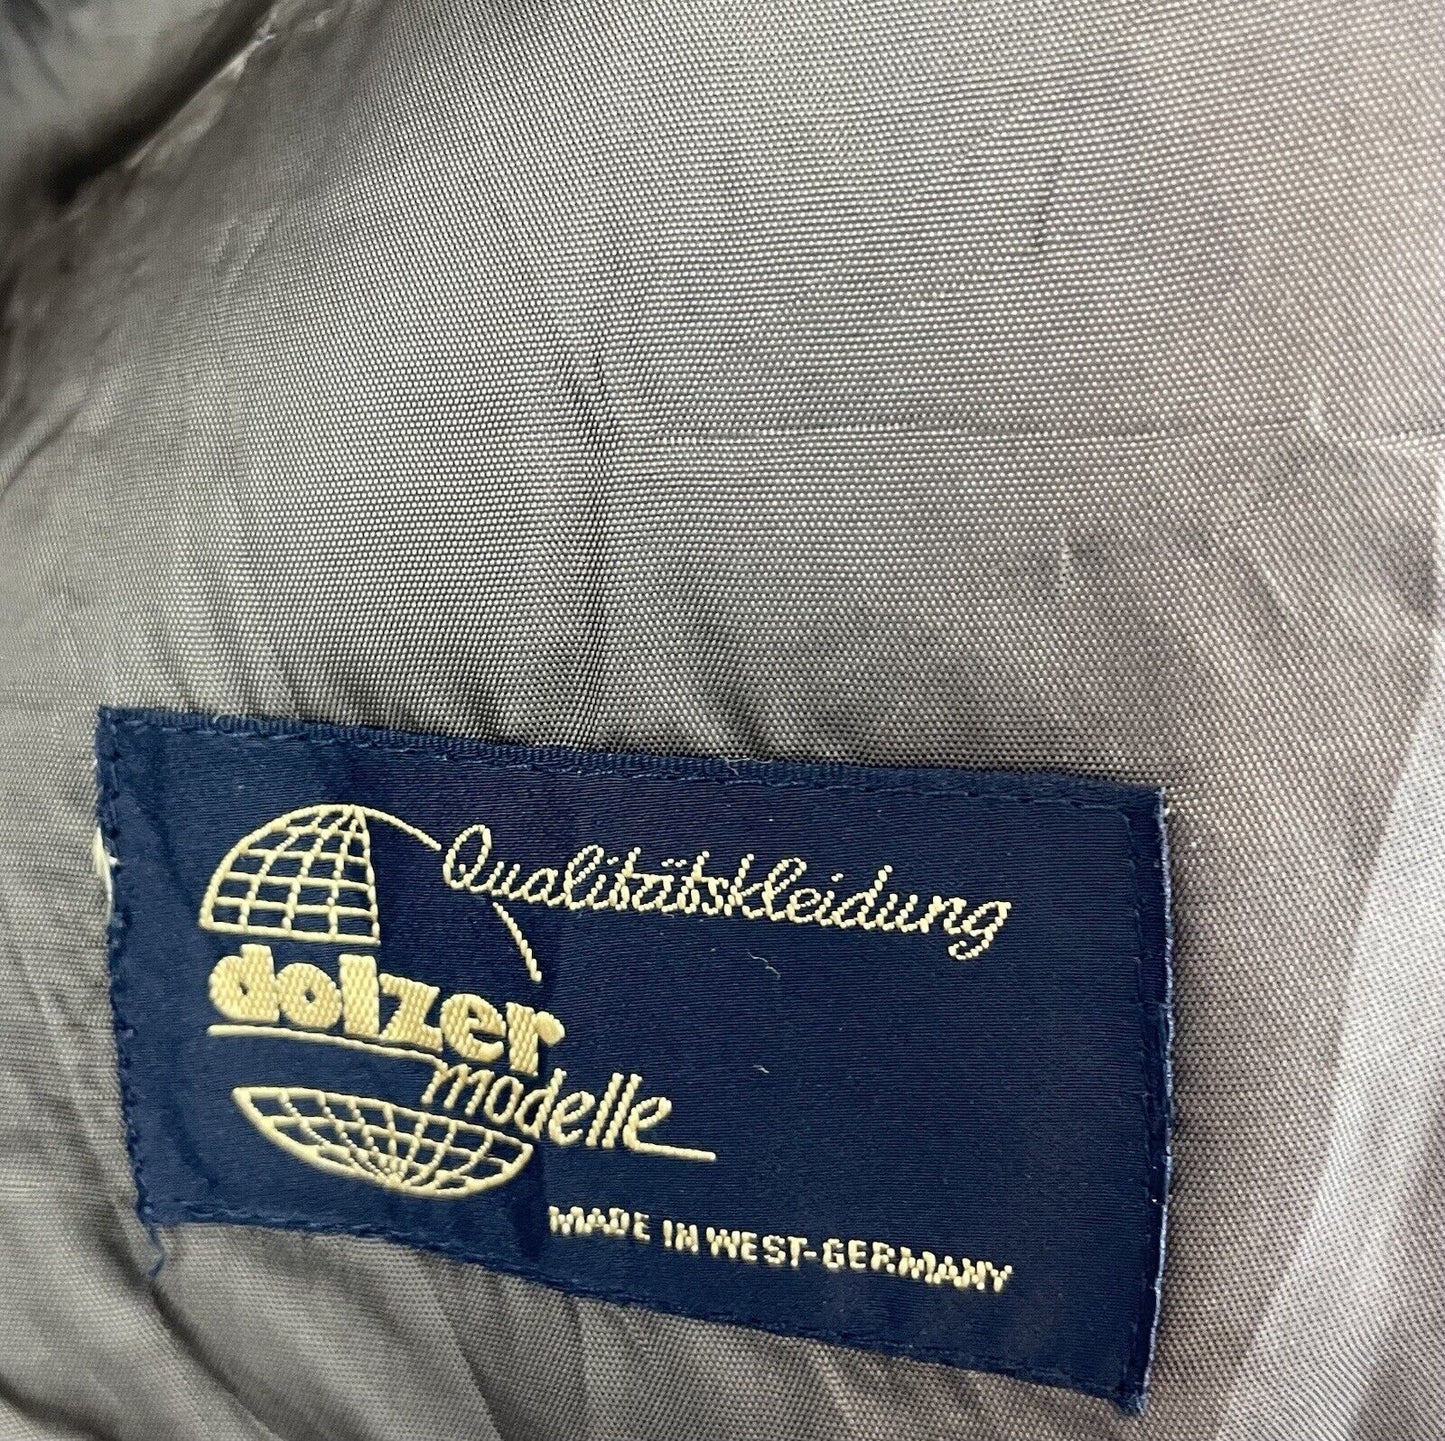 Qualitätskleidung
dolzer
modelle
MADE IN WEST-GERMANY